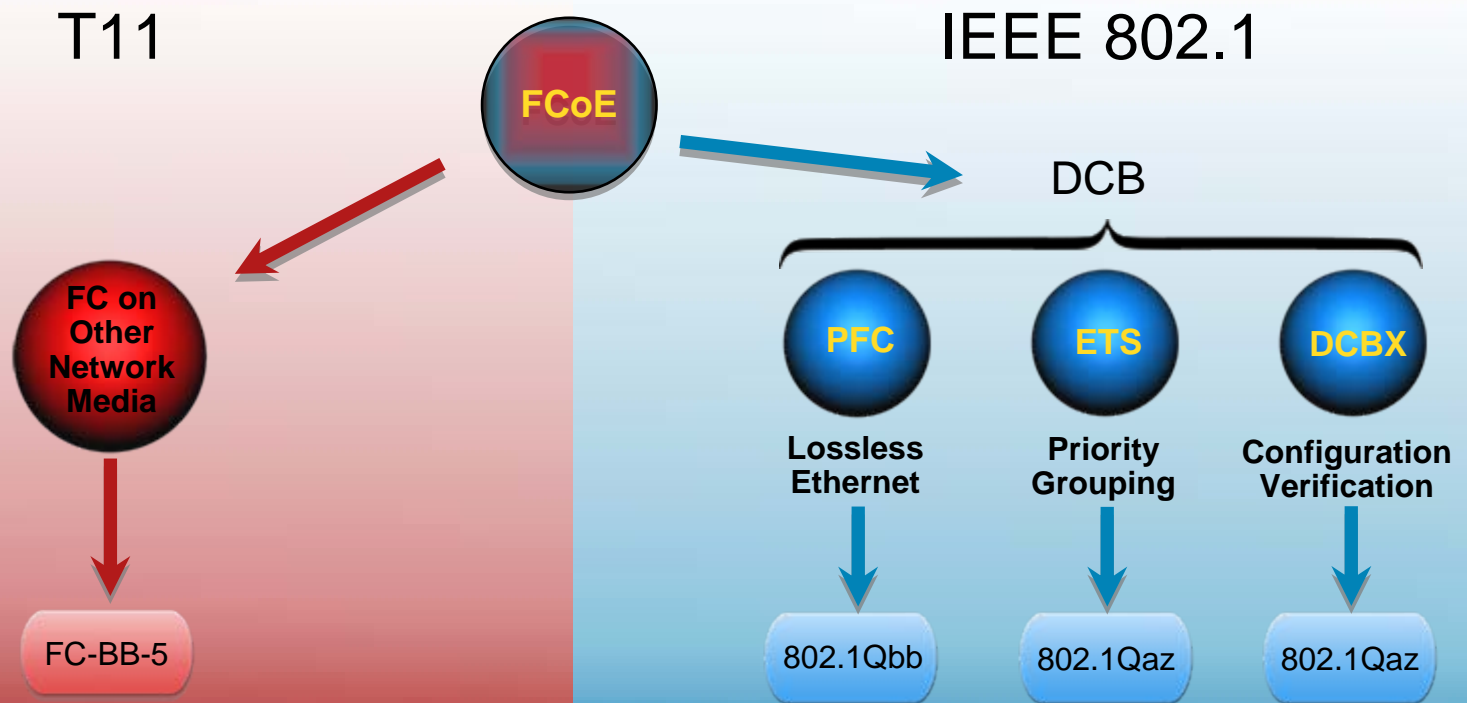 T11
IEEE 802.1
FCoE
DCB
FC on
Other
Network
Media
PFC
ETS
DCBX
Lossless
Ethernet
Priority
Grouping
Configuration
Verification
FC-BB-5
802.1Qbb
802.1Qaz
802.1Qaz